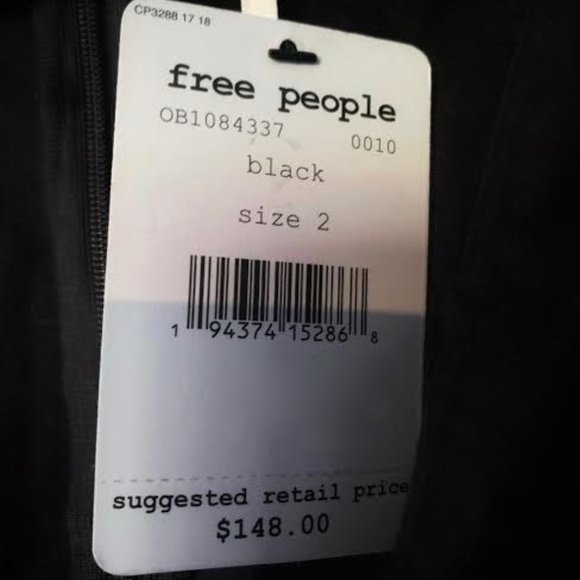 CP3288 17 18
free people
OB1084337 0010
black
size 2
1 94374 15286 8
suggested retail price
$148.00